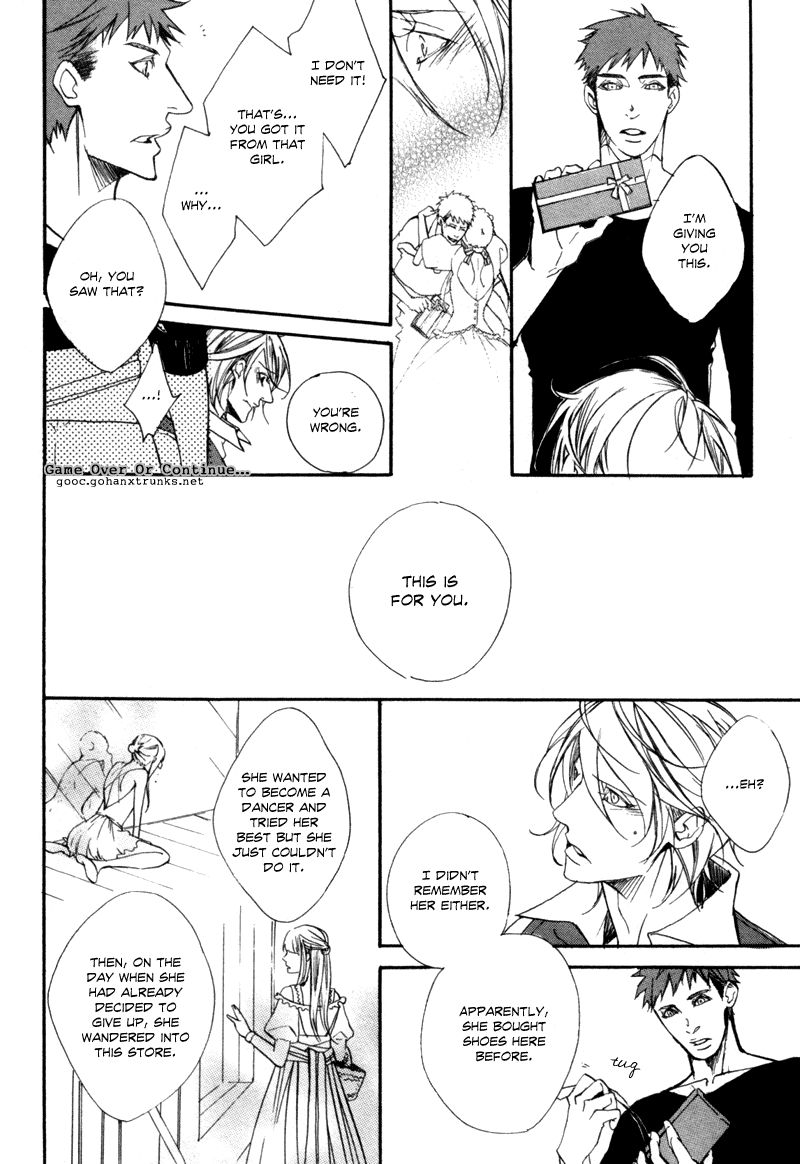 I'M
GIVING
YOU
THIS.
I DON'T
NEED IT!
THAT'S...
YOU GOT IT
FROM THAT
GIRL.
...
WHY...
OH, YOU
SAW THAT?
...!
YOU'RE
WRONG.
Game Over Or Continue...
gooc.gohanxtrunks.net
THIS IS
FOR YOU.
...EH?
I DIDN'T
REMEMBER
HER EITHER.
APPARENTLY,
SHE BOUGHT
SHOES HERE
BEFORE.
tug
SHE WANTED
TO BECOME A
DANCER AND
TRIED HER
BEST BUT SHE
JUST COULDN'T
DO IT.
THEN, ON THE
DAY WHEN SHE
HAD ALREADY
DECIDED TO
GIVE UP, SHE
WANDERED INTO
THIS STORE.